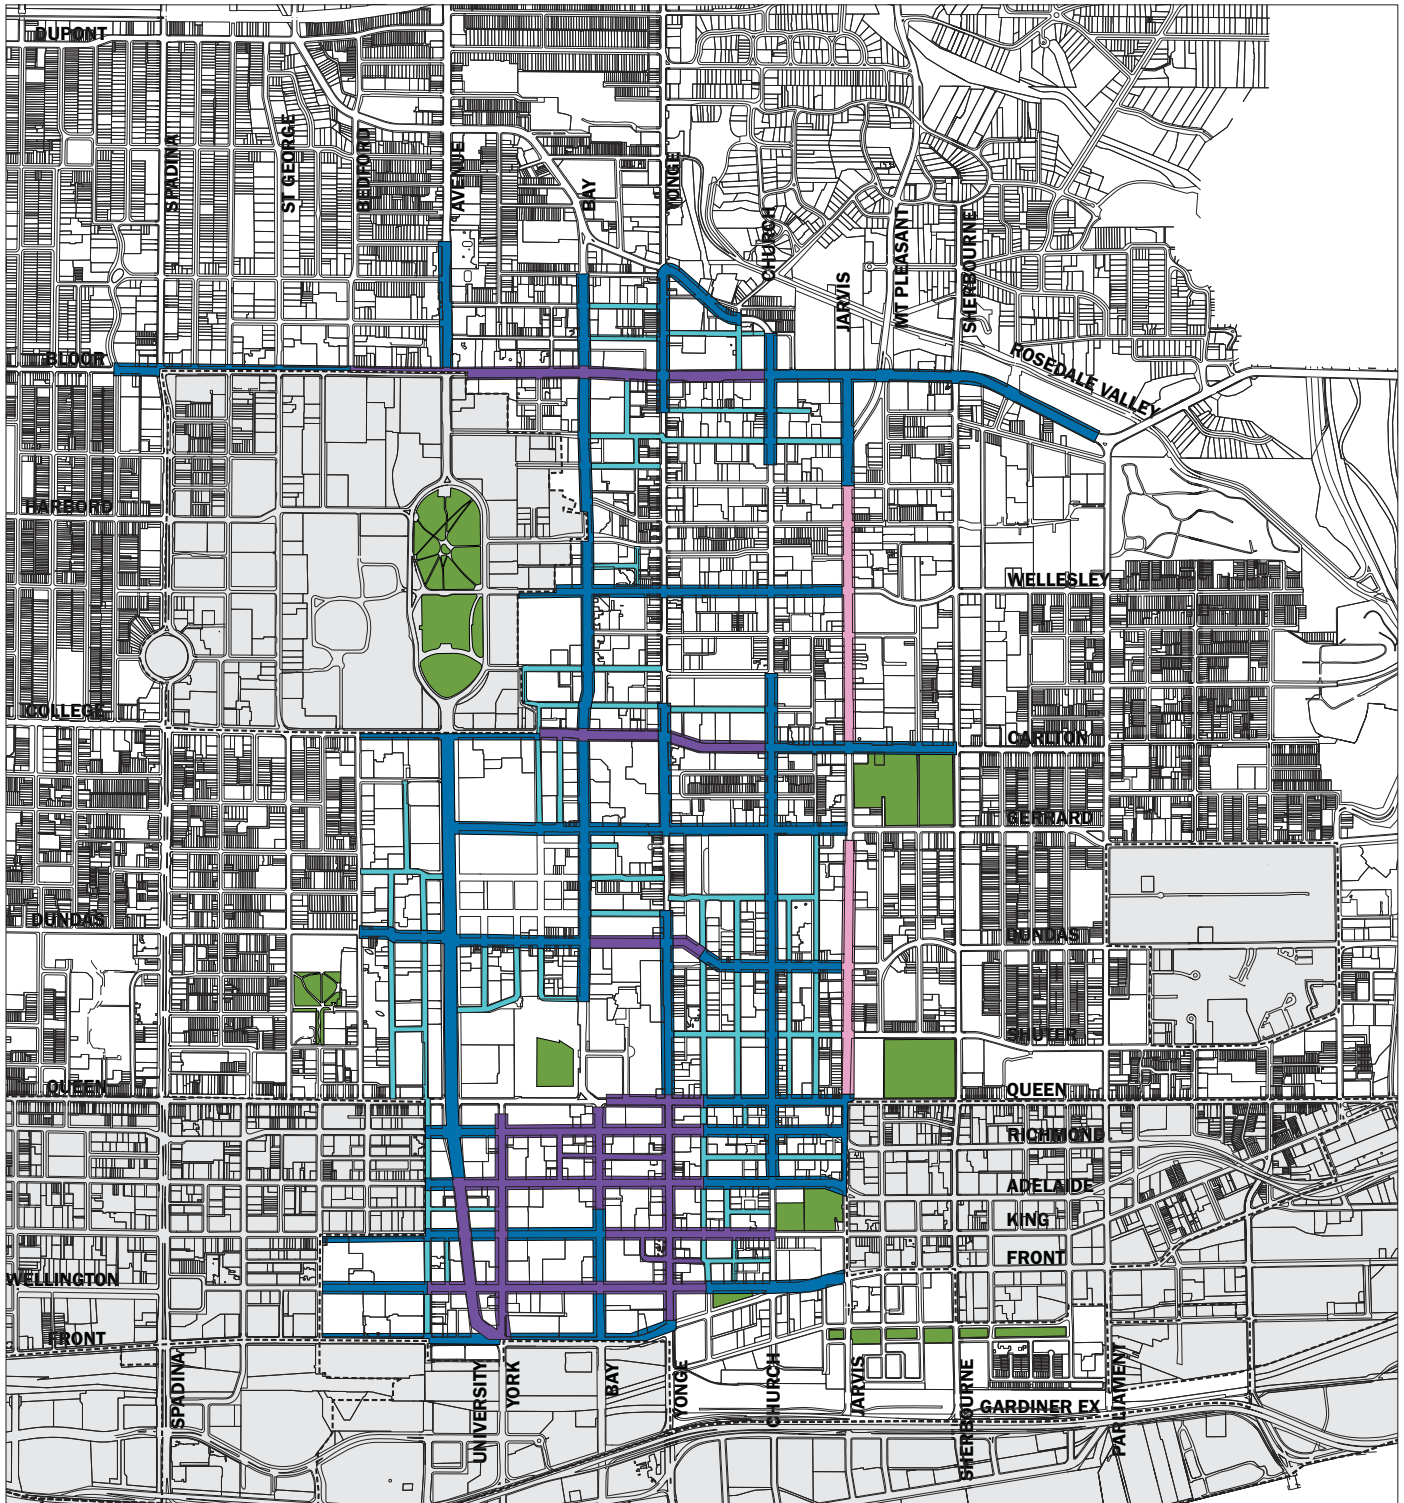 DUPONT
SPADINA
ST GEORGE
BEDFORD
AVENUE
BAY
YONGE
CHURCH
JARVIS
MT PLEASANT
SHERBOURNE
BLOOR
ROSEDALE VALLEY
HARBORD
WELLESLEY
COLLEGE
CARLTON
GERRARD
DUNDAS
DUNDAS
SHUTER
QUEEN
QUEEN
RICHMOND
ADELAIDE
KING
FRONT
WELLINGTON
FRONT
SPADINA
UNIVERSITY
YORK
BAY
YONGE
CHURCH
JARVIS
SHERBOURNE
GARDINER EX
PARLIAMENT